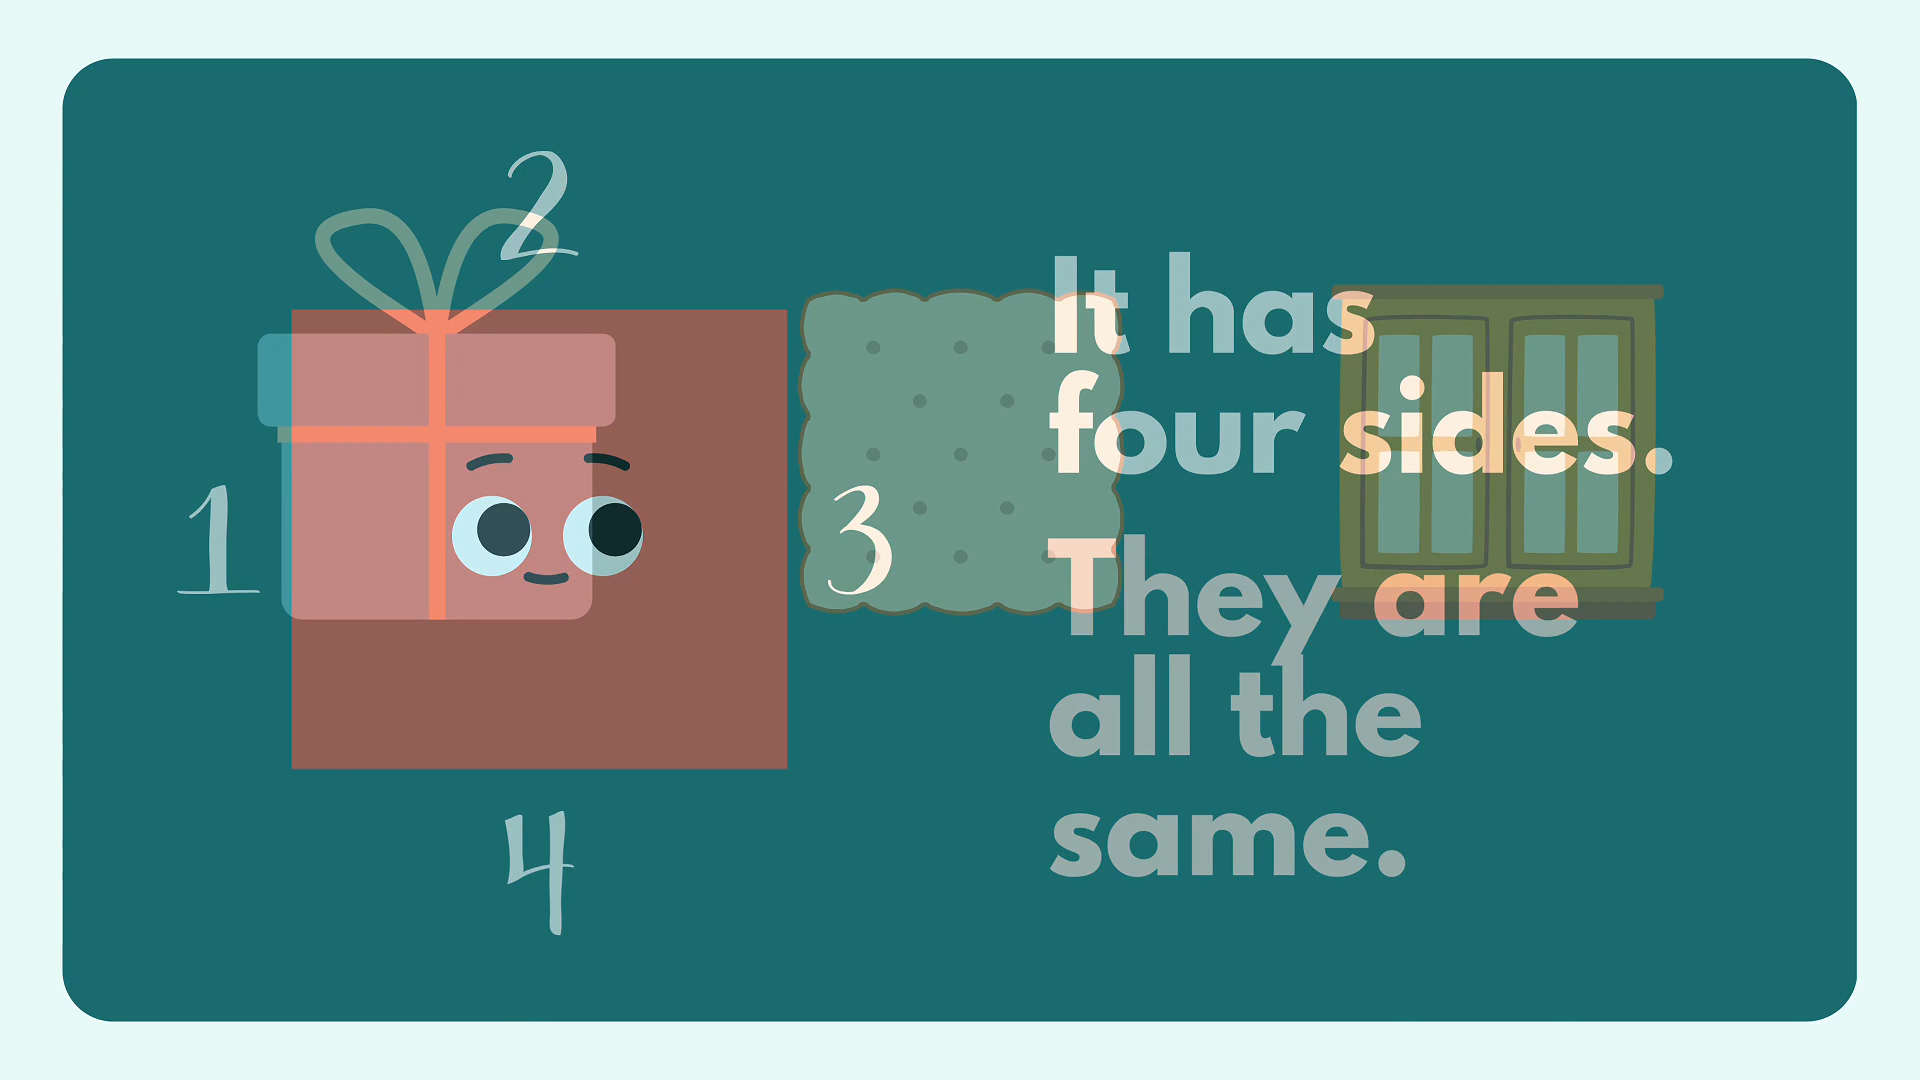 2
1
3
4
It has
four sides.
They are
all the
same.